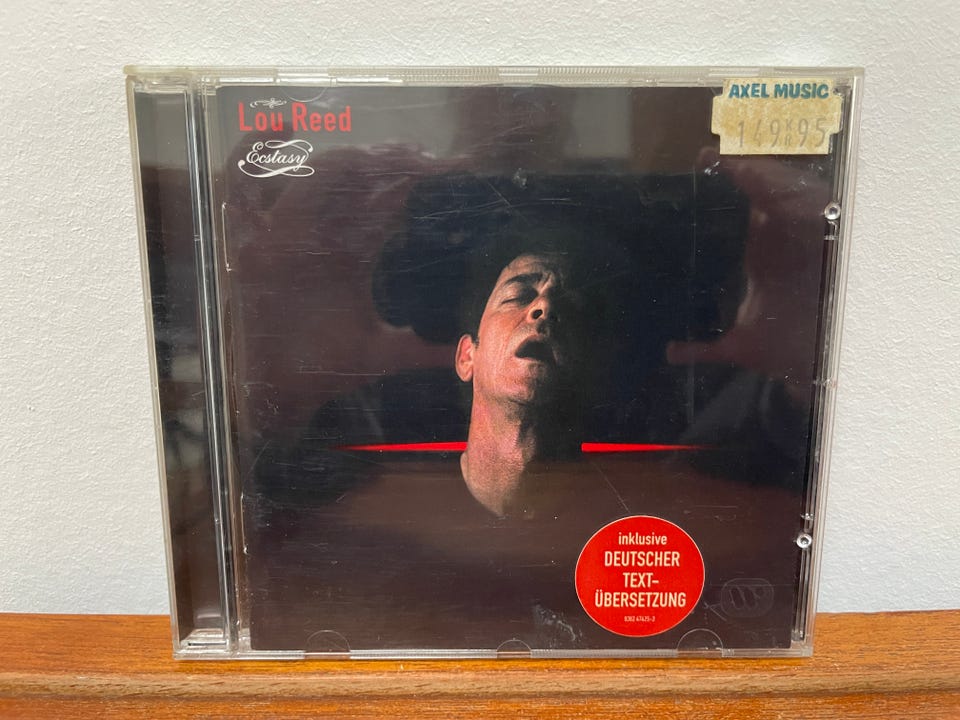 Lou Reed
Ecstasy
AXEL MUSIC
149 95
inklusive
DEUTSCHER
TEXT-
ÜBERSETZUNG